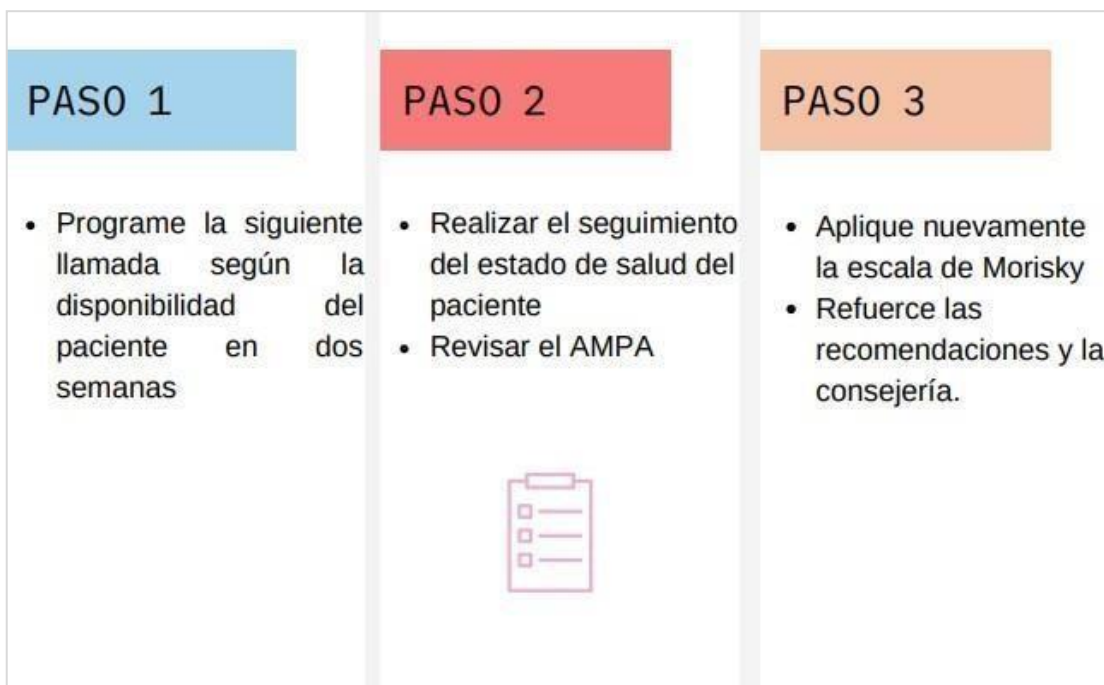 PASO 1
• Programe la siguiente
llamada según la
disponibilidad del
paciente en dos
semanas
PASO 2
• Realizar el seguimiento
del estado de salud del
paciente
• Revisar el AMPA
PASO 3
• Aplique nuevamente
la escala de Morisky
• Refuerce las
recomendaciones y la
consejería.